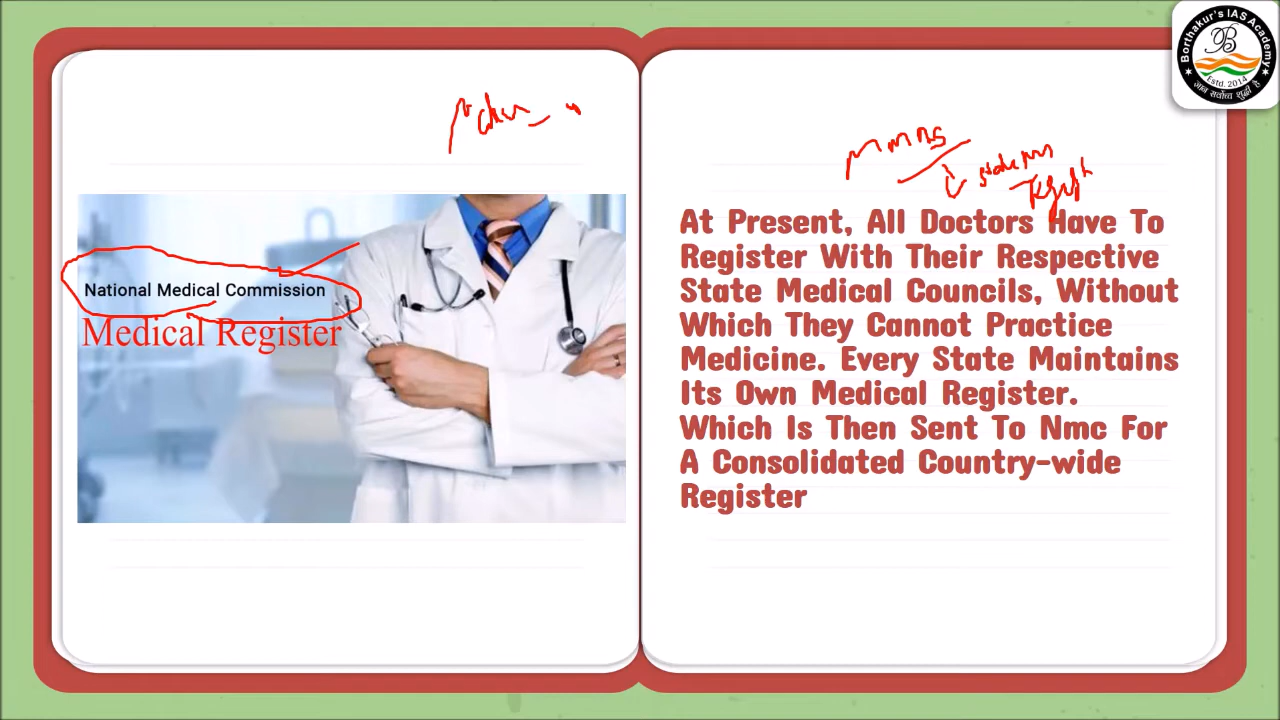 National Medical Commission
Medical Register
At Present, All Doctors Have To
Register With Their Respective
State Medical Councils, Without
Which They Cannot Practice
Medicine. Every State Maintains
Its Own Medical Register.
Which Is Then Sent To Nmc For
A Consolidated Country-wide
Register
Borthakur's IAS Academy
B
Estd. 2014
ज्ञान सर्वोच्च शुद्धी है